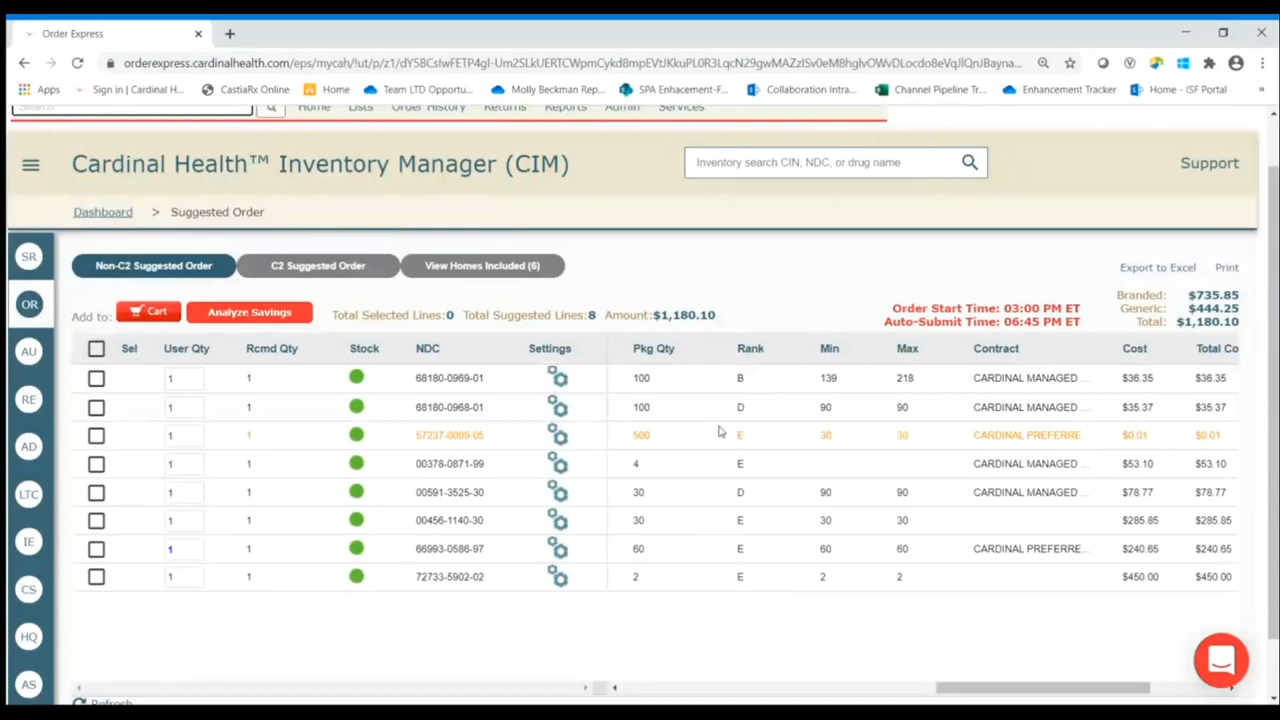 Order Express
orderexpress.cardinalhealth.com/eps/mycah/!ut/p/z1/
Apps Sign in | Cardinal H... CastiaRx Online Home Team LTD Opportu... Molly Beckman Rep... SPA Enhacement-F... Collaboration Intra... Channel Pipeline Tr... Enhancement Tracker Home - ISF Portal »
Search Home Lists Order History Returns Reports Admin Services
Cardinal Health™ Inventory Manager (CIM) Inventory search CIN, NDC, or drug name Support
Dashboard > Suggested Order
SR
OR
AU
RE
AD
LTC
IE
CS
HQ
AS
Non-C2 Suggested Order C2 Suggested Order View Homes Included (6) Export to Excel Print
Branded: $735.85
Generic: $444.25
Total: $1,180.10
Order Start Time: 03:00 PM ET
Auto-Submit Time: 06:45 PM ET
Add to: Cart Analyze Savings Total Selected Lines:0 Total Suggested Lines:8 Amount:$1,180.10
Sel User Qty Rcmd Qty Stock NDC Settings Pkg Qty Rank Min Max Contract Cost Total Co
1 1 68180-0969-01 100 B 139 218 CARDINAL MANAGED ... $36.35 $36.35
1 1 68180-0968-01 100 D 90 90 CARDINAL MANAGED ... $35.37 $35.37
1 1 57237-0009-05 500 E 30 30 CARDINAL PREFERRE... $0.01 $0.01
1 1 00378-0871-99 4 E CARDINAL MANAGED ... $53.10 $53.10
1 1 00591-3525-30 30 D 90 90 CARDINAL MANAGED ... $78.77 $78.77
1 1 00456-1140-30 30 E 30 30 $285.85 $285.85
1 1 66993-0586-97 60 E 60 60 CARDINAL PREFERRE... $240.65 $240.65
1 1 72733-5902-02 2 E 2 2 $450.00 $450.00
Refresh